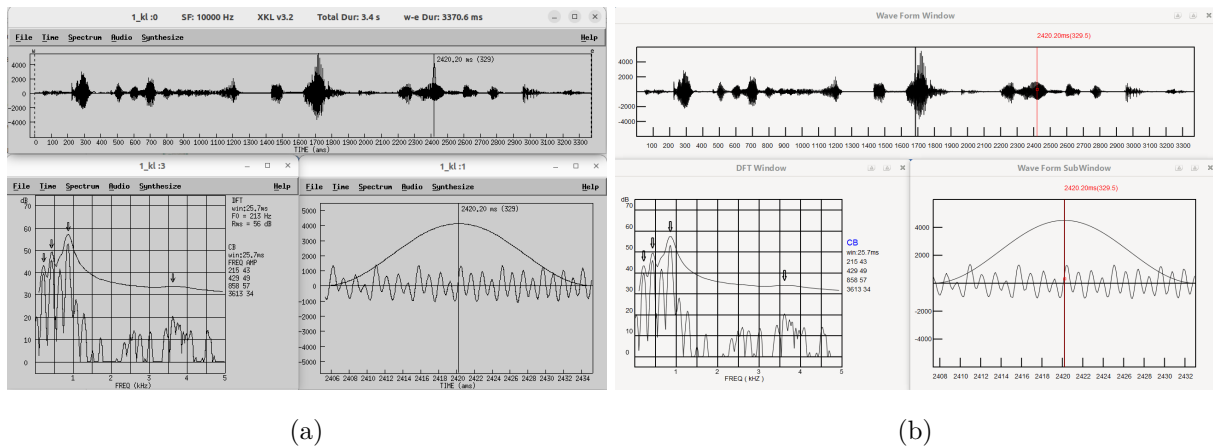 1_kl :0 SF: 10000 Hz XKL v3.2 Total Dur: 3.4 s w-e Dur: 3370.6 ms
File Time Spectrum Audio Synthesize Help
w e
2420.20 ms (329)
4000
2000
0
-2000
-4000
0 100 200 300 400 500 600 700 800 900 1000 1100 1200 1300 1400 1500 1600 1700 1800 1900 2000 2100 2200 2300 2400 2500 2600 2700 2800 2900 3000 3100 3200 3300
TIME (ams)
1_kl :3
File Time Spectrum Audio Synthesize Help
dB
70
60
50
40
30
20
10
0
1 2 3 4 5
FREQ (kHz)
DFT
win:25.7ms
F0 = 213 Hz
Rms = 56 dB
CB
win:25.7ms
FREQ AMP
215 43
429 49
858 57
3613 34
1_kl :1
File Time Spectrum Audio Synthesize Help
2420,20 ms (329)
5000
4000
3000
2000
1000
0
-1000
-2000
-3000
-4000
-5000
2406 2408 2410 2412 2414 2416 2418 2420 2422 2424 2426 2428 2430 2432 2434
TIME (ams)
(a)
Wave Form Window
2420.20ms(329.5)
4000
2000
0
-2000
-4000
50 100 200 300 400 500 600 700 800 900 1000 1100 1200 1300 1400 1500 1600 1700 1800 1900 2000 2100 2200 2300 2400 2500 2600 2700 2800 2900 3000 3100 3200 3300
DFT Window
dB
70
60
50
40
30
20
10
0
1 2 3 4 5
FREQ ( kHZ )
CB
win:25.7ms
215 43
429 49
858 57
3613 34
Wave Form SubWindow
2420.20ms(329.5)
4000
2000
0
-2000
-4000
2408 2410 2412 2414 2416 2418 2420 2422 2424 2426 2428 2430 2432
(b)